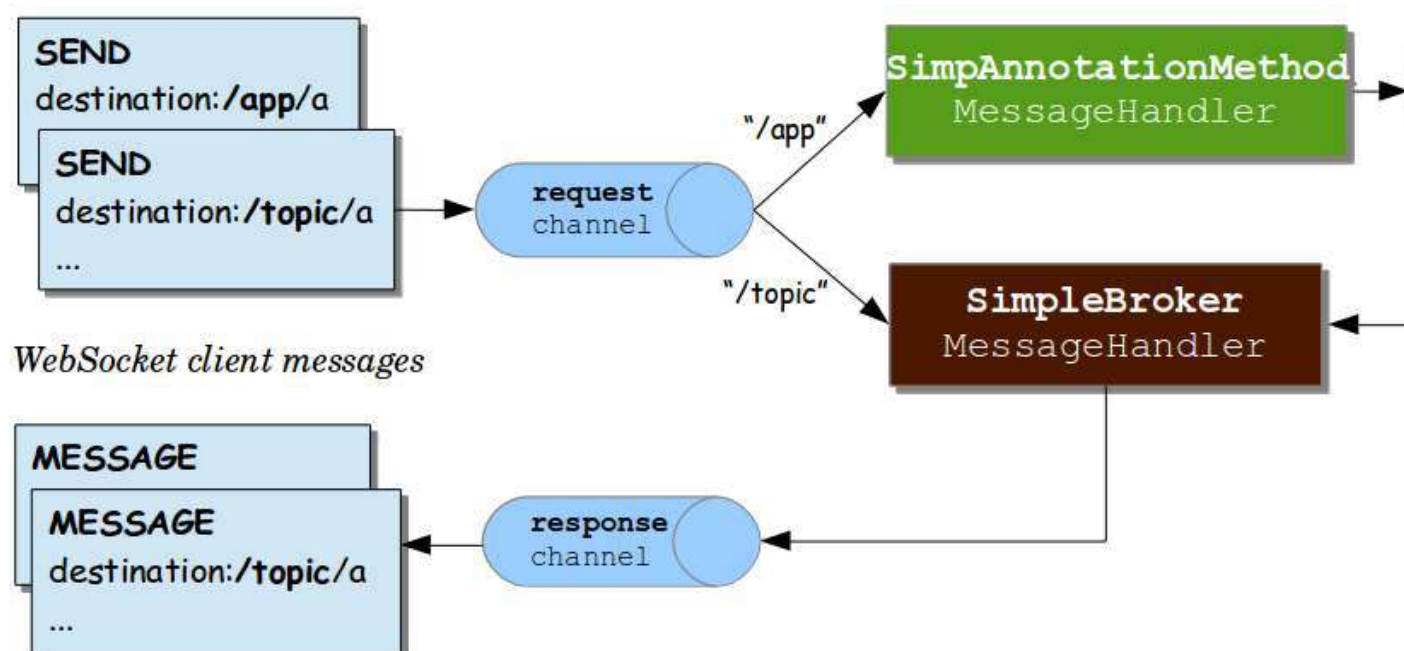 SEND
destination:/app/a
SEND
destination:/topic/a
...
"/app"
request
channel
"/topic"
SimpAnnotationMethod
MessageHandler
SimpleBroker
MessageHandler
WebSocket client messages
MESSAGE
MESSAGE
destination:/topic/a
...
response
channel